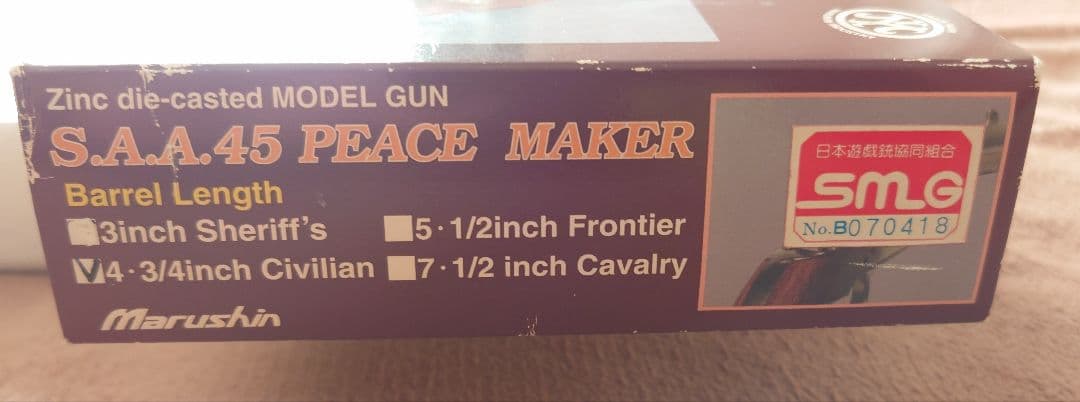 Zinc die-casted MODEL GUN
S.A.A.45 PEACE MAKER
Barrel Length
3inch Sheriff's
5·1/2inch Frontier
4·3/4inch Civilian
7·1/2 inch Cavalry
Marushin
日本遊戯銃協同組合
SMG
No.B070418